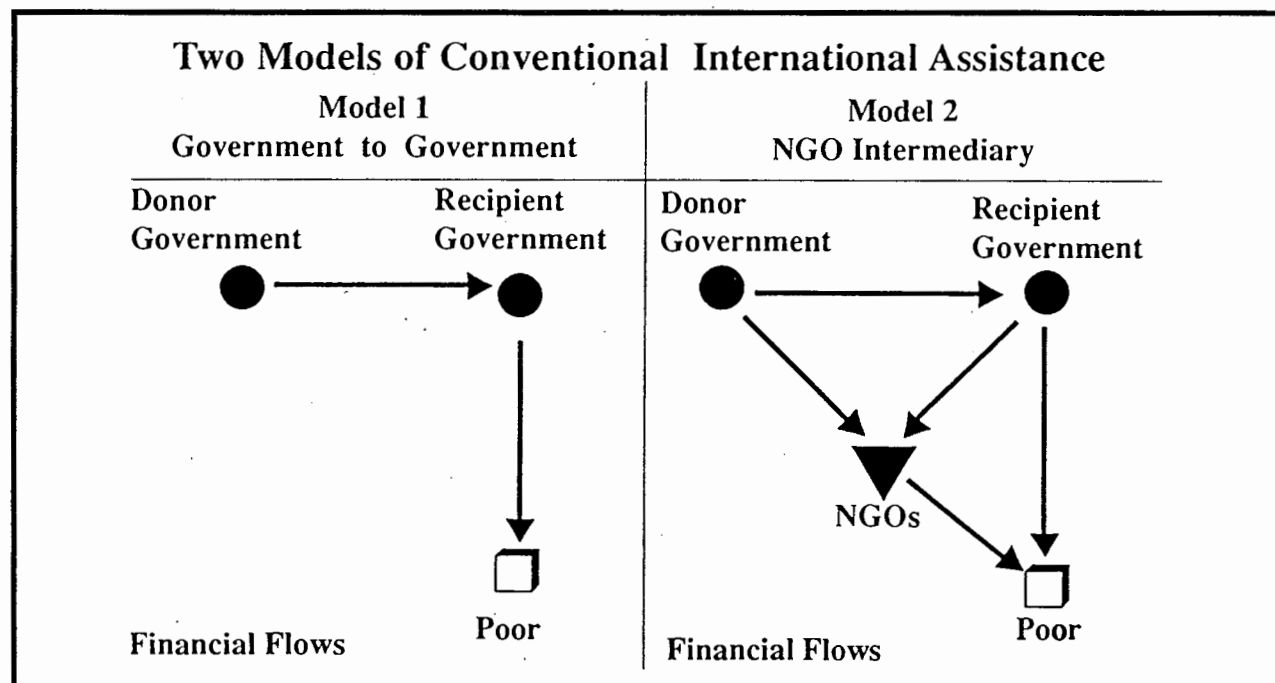 Two Models of Conventional International Assistance
Model 1
Government to Government
Donor
Government
Recipient
Government
Poor
Financial Flows
Model 2
NGO Intermediary
Donor
Government
Recipient
Government
NGOs
Poor
Financial Flows